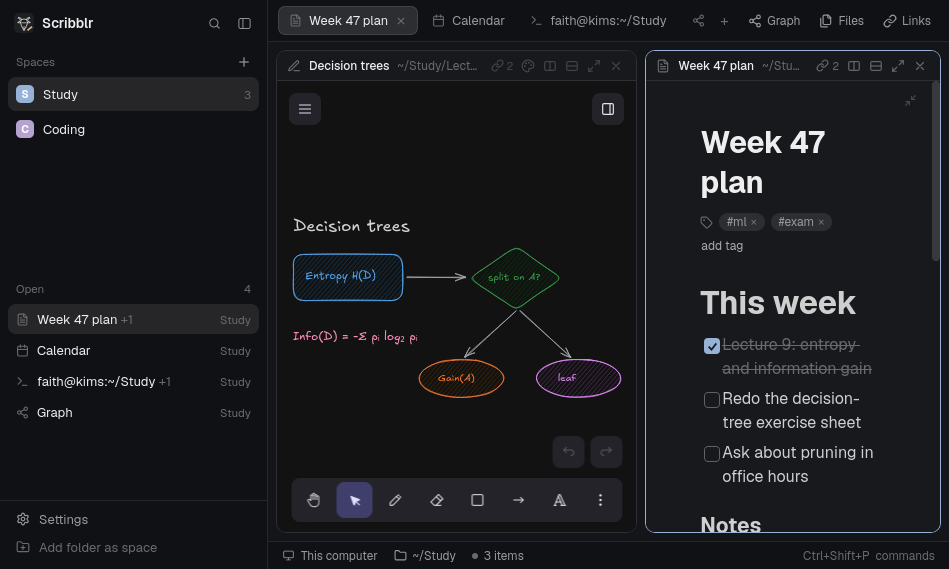 Scribblr
Spaces
S Study 3
C Coding
Open 4
Week 47 plan +1 Study
Calendar Study
faith@kims:~/Study +1 Study
Graph Study
Settings
Add folder as space
Week 47 plan
Calendar
faith@kims:~/Study
Graph
Files
Links
Decision trees ~/Study/Lect… 2
Decision trees
Entropy H(D)
split on A?
Info(D) = -Σ pi log₂ pi
Gain(A)
leaf
A
Week 47 plan ~/Stu… 2
Week 47
plan
#ml #exam
add tag
This week
Lecture 9: entropy
and information gain
Redo the decision-
tree exercise sheet
Ask about pruning in
office hours
Notes
This computer ~/Study 3 items
Ctrl+Shift+P commands